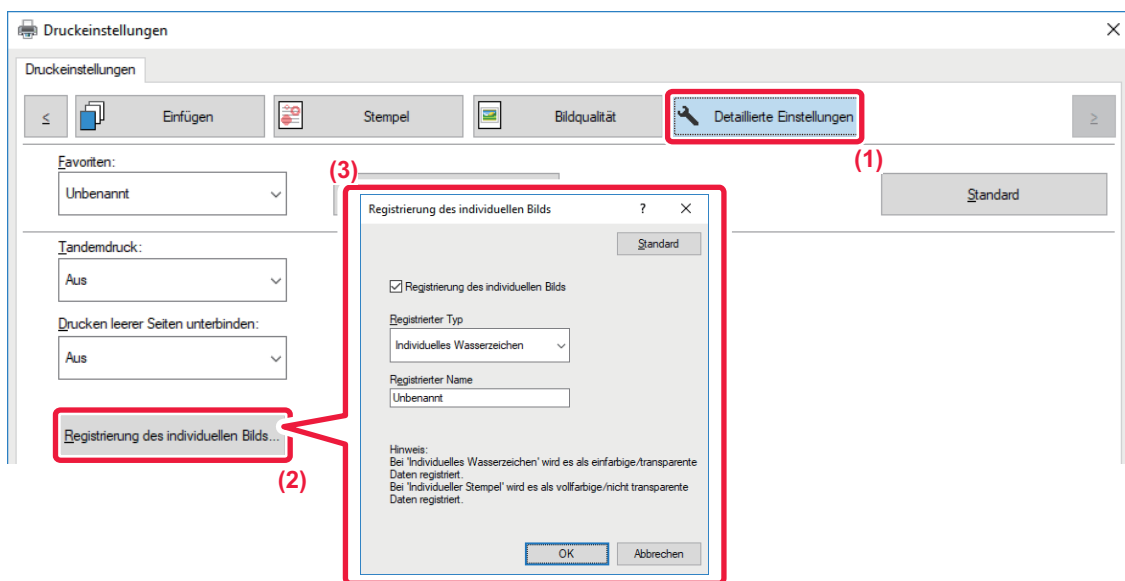 Druckeinstellungen
Druckeinstellungen
<
Einfügen
Stempel
Bildqualität
Detaillierte Einstellungen
>
(1)
Favoriten:
Unbenannt
Standard
Tandemdruck:
Aus
Drucken leerer Seiten unterbinden:
Aus
Registrierung des individuellen Bilds...
(2)
(3)
Registrierung des individuellen Bilds
?
Standard
Registrierung des individuellen Bilds
Registrierter Typ
Individuelles Wasserzeichen
Registrierter Name
Unbenannt
Hinweis:
Bei 'Individuelles Wasserzeichen' wird es als einfarbige/transparente
Daten registriert.
Bei 'Individueller Stempel' wird es als vollfarbige/nicht transparente
Daten registriert.
OK
Abbrechen